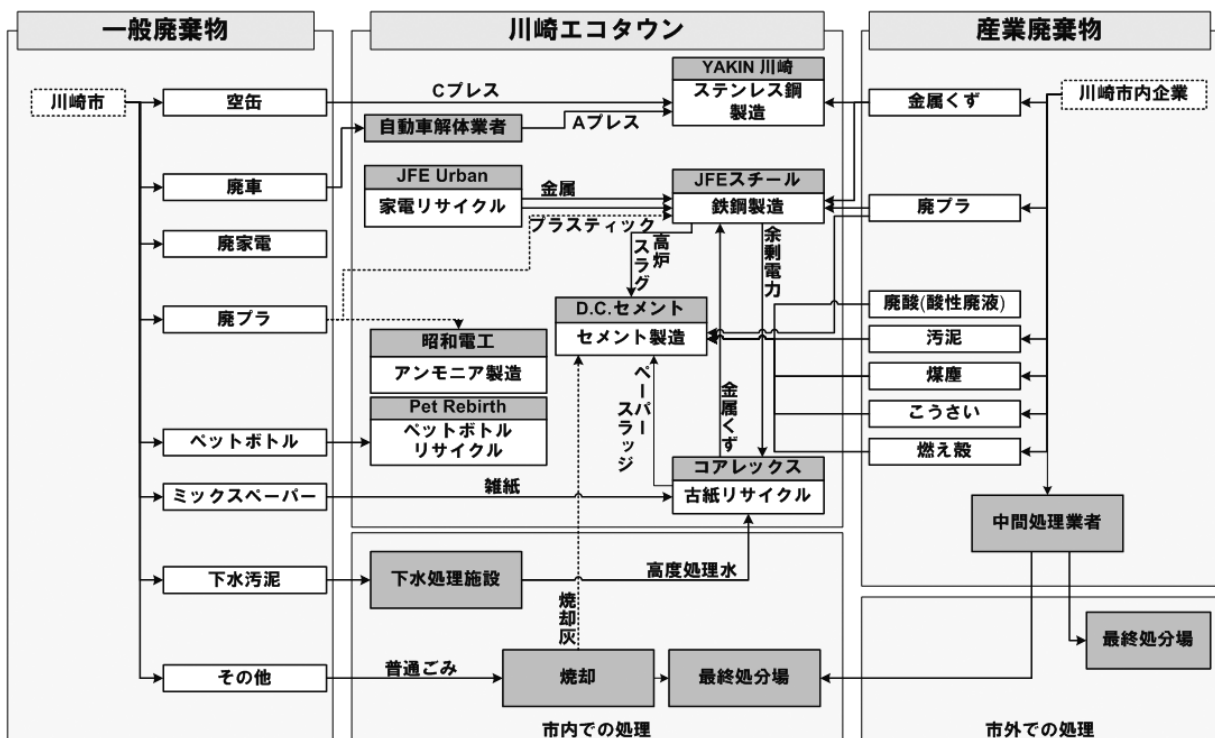 一般廃棄物
川崎エコタウン
産業廃棄物
川崎市
空缶
廃車
廃家電
廃プラ
ペットボトル
ミックスペーパー
下水汚泥
その他
Cプレス
自動車解体業者
Aプレス
YAKIN 川崎
ステンレス鋼
製造
JFE Urban
家電リサイクル
金属
プラスティック
JFEスチール
鉄鋼製造
高炉
スラグ
余剰電力
D.C.セメント
セメント製造
昭和電工
アンモニア製造
Pet Rebirth
ペットボトル
リサイクル
ペーパー
スラッジ
金属くず
コアレックス
古紙リサイクル
雑紙
下水処理施設
高度処理水
焼却灰
普通ごみ
焼却
最終処分場
市内での処理
川崎市内企業
金属くず
廃プラ
廃酸(酸性廃液)
汚泥
煤塵
こうさい
燃え殻
中間処理業者
最終処分場
市外での処理